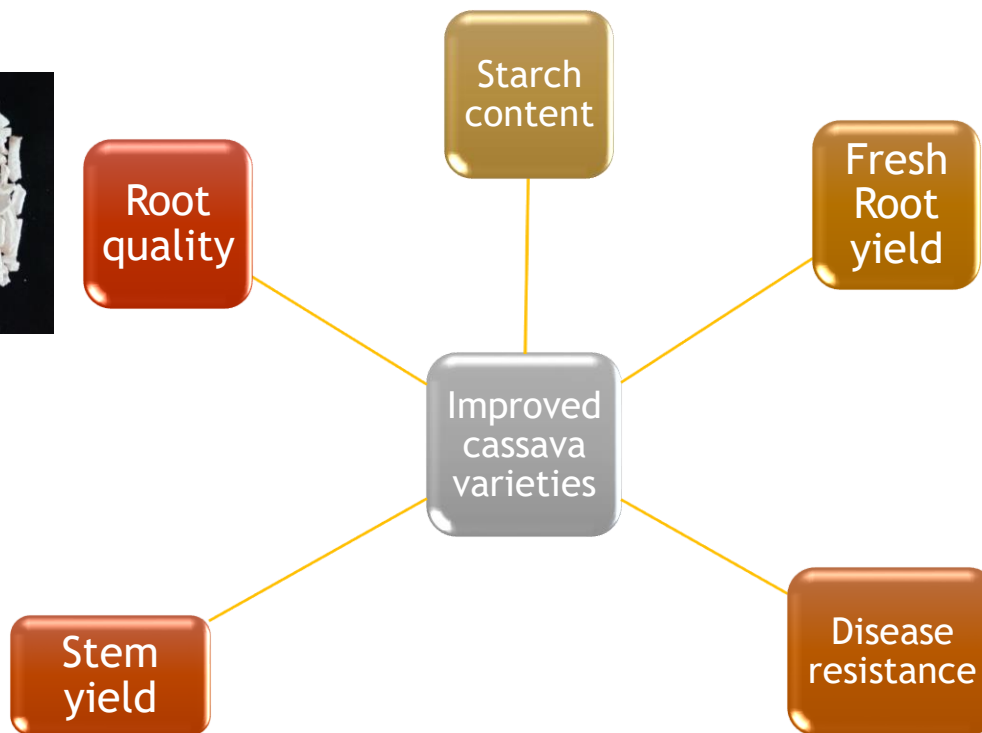 Starch
content
Root
quality
Fresh
Root
yield
Improved
cassava
varieties
Stem
yield
Disease
resistance